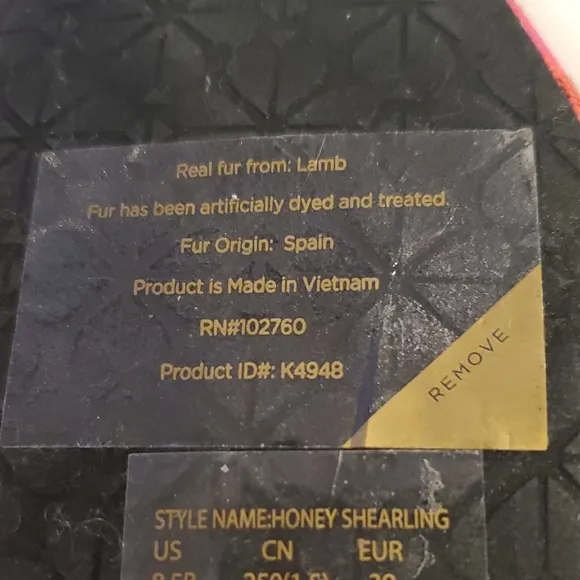 Real fur from: Lamb
Fur has been artificially dyed and treated.
Fur Origin: Spain
Product is Made in Vietnam
RN#102760
Product ID#: K4948
REMOVE
STYLE NAME:HONEY SHEARLING
US CN EUR